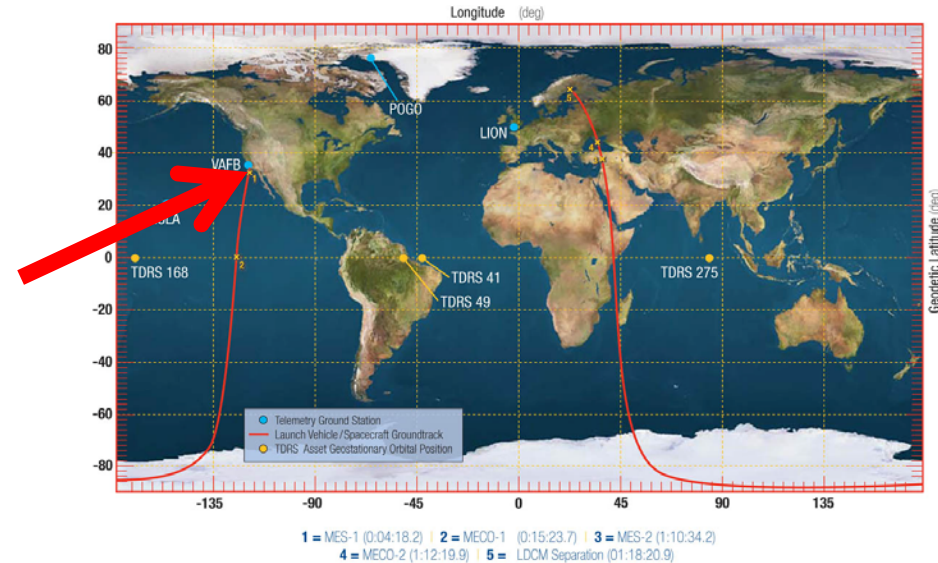 Longitude (deg)
80
60
40
20
0
-20
-40
-60
-80
POGO
LION
VAFB
1
2
4
5
TDRS 168
TDRS 41
TDRS 49
TDRS 275
Geodetic Latitude (deg)
Telemetry Ground Station
Launch Vehicle/Spacecraft Groundtrack
TDRS Asset Geostationary Orbital Position
-135
-90
-45
0
45
90
135
1 = MES-1 (0:04:18.2) | 2 = MECO-1 (0:15:23.7) | 3 = MES-2 (1:10:34.2)
4 = MECO-2 (1:12:19.9) | 5 = LDCM Separation (01:18:20.9)